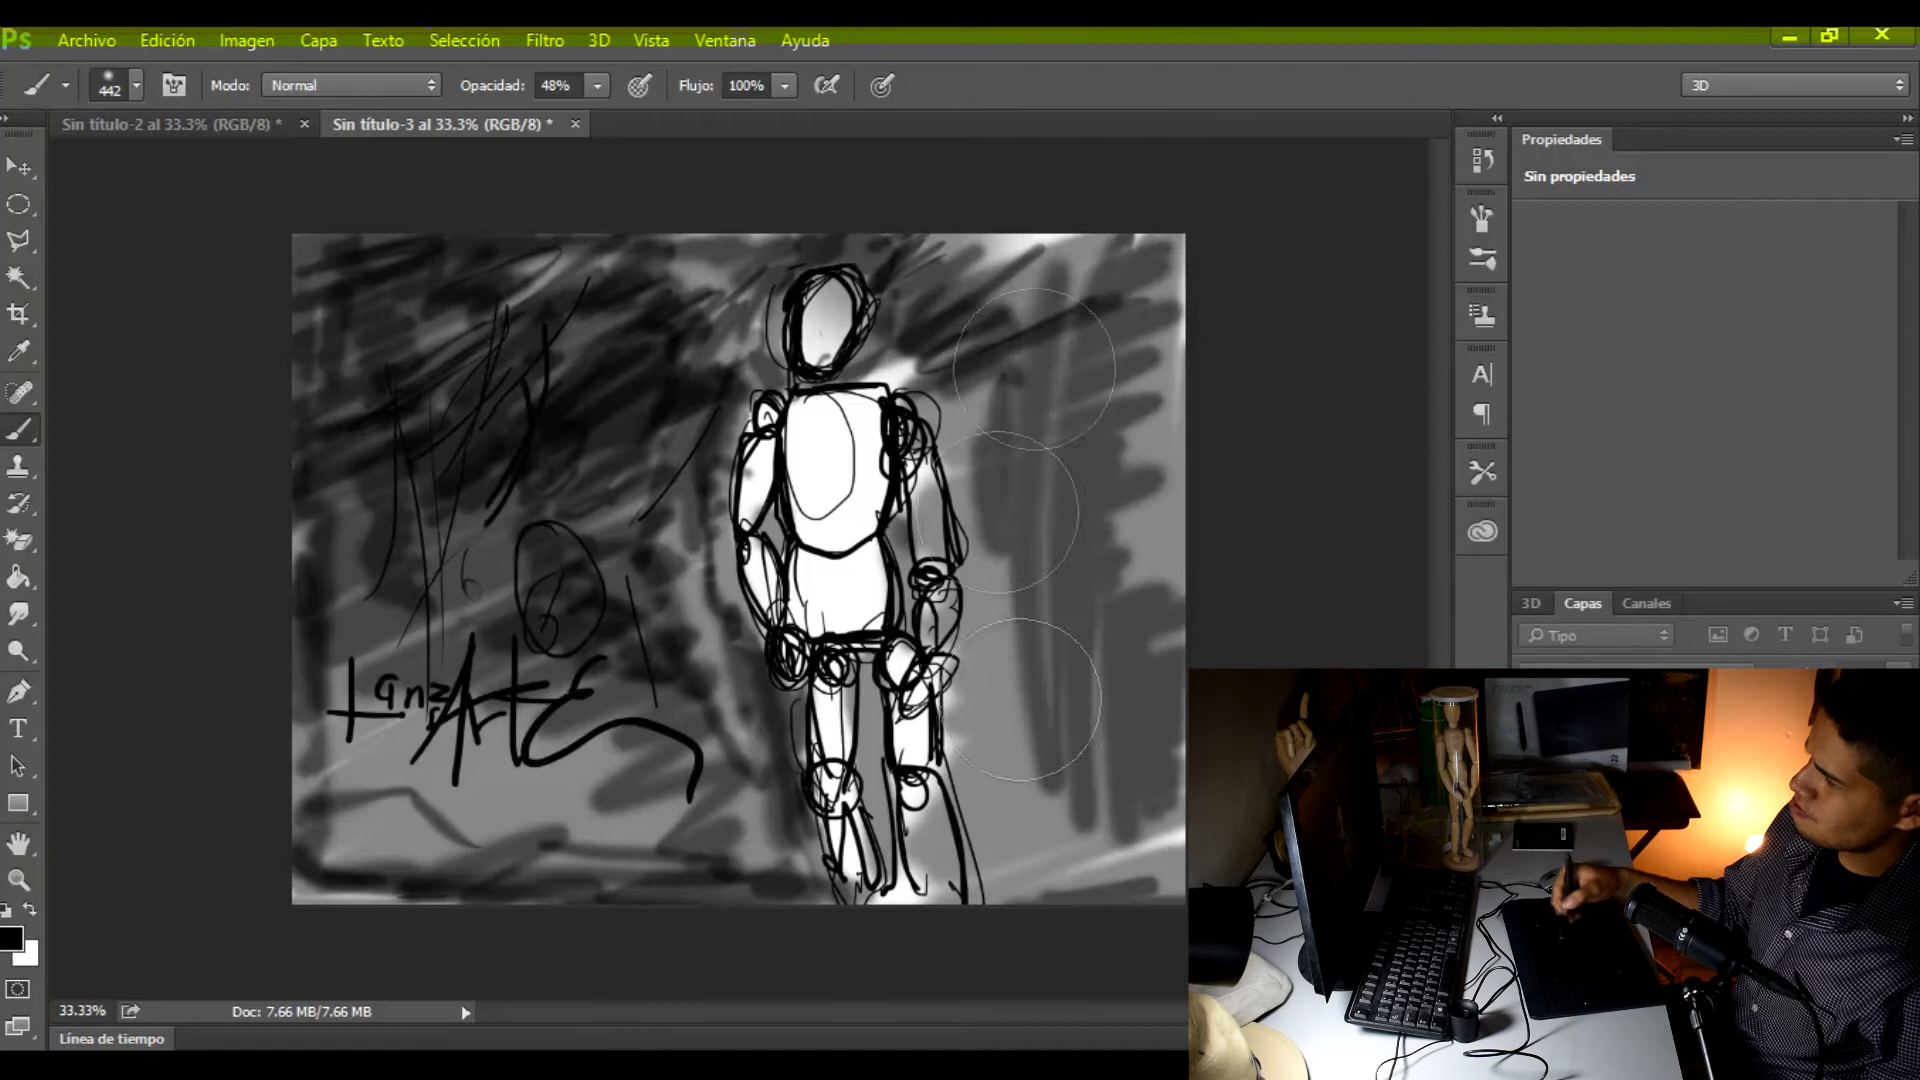 Ps Archivo Edición Imagen Capa Texto Selección Filtro 3D Vista Ventana Ayuda
442 Modo: Normal Opacidad: 48% Flujo: 100% 3D
Sin título-2 al 33.3% (RGB/8) * × Sin título-3 al 33.3% (RGB/8) * ×
Propiedades
Sin propiedades
3D Capas Canales
Tipo
6
6
33.33% Doc: 7.66 MB/7.66 MB
Línea de tiempo